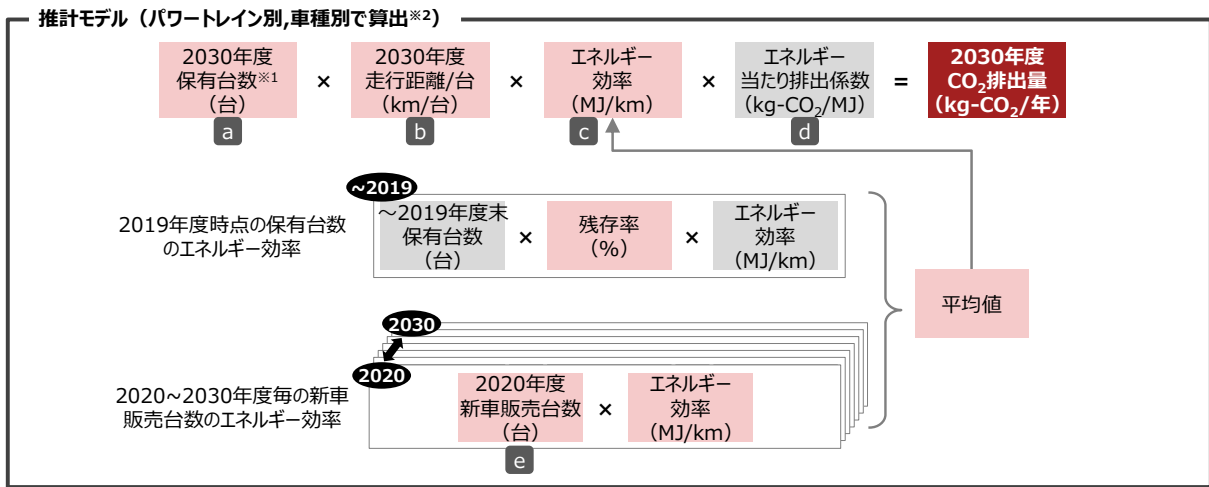 推計モデル（パワートレイン別,車種別で算出※2）
2030年度
保有台数※1
（台）
a
×
2030年度
走行距離/台
（km/台）
b
×
エネルギー
効率
（MJ/km）
c
×
エネルギー
当たり排出係数
（kg-CO2/MJ）
d
=
2030年度
CO2排出量
（kg-CO2/年）
~2019
2019年度時点の保有台数
のエネルギー効率
～2019年度末
保有台数
（台）
×
残存率
（%）
×
エネルギー
効率
（MJ/km）
平均値
2030
2020
2020~2030年度毎の新車
販売台数のエネルギー効率
2020年度
新車販売台数
（台）
e
×
エネルギー
効率
（MJ/km）